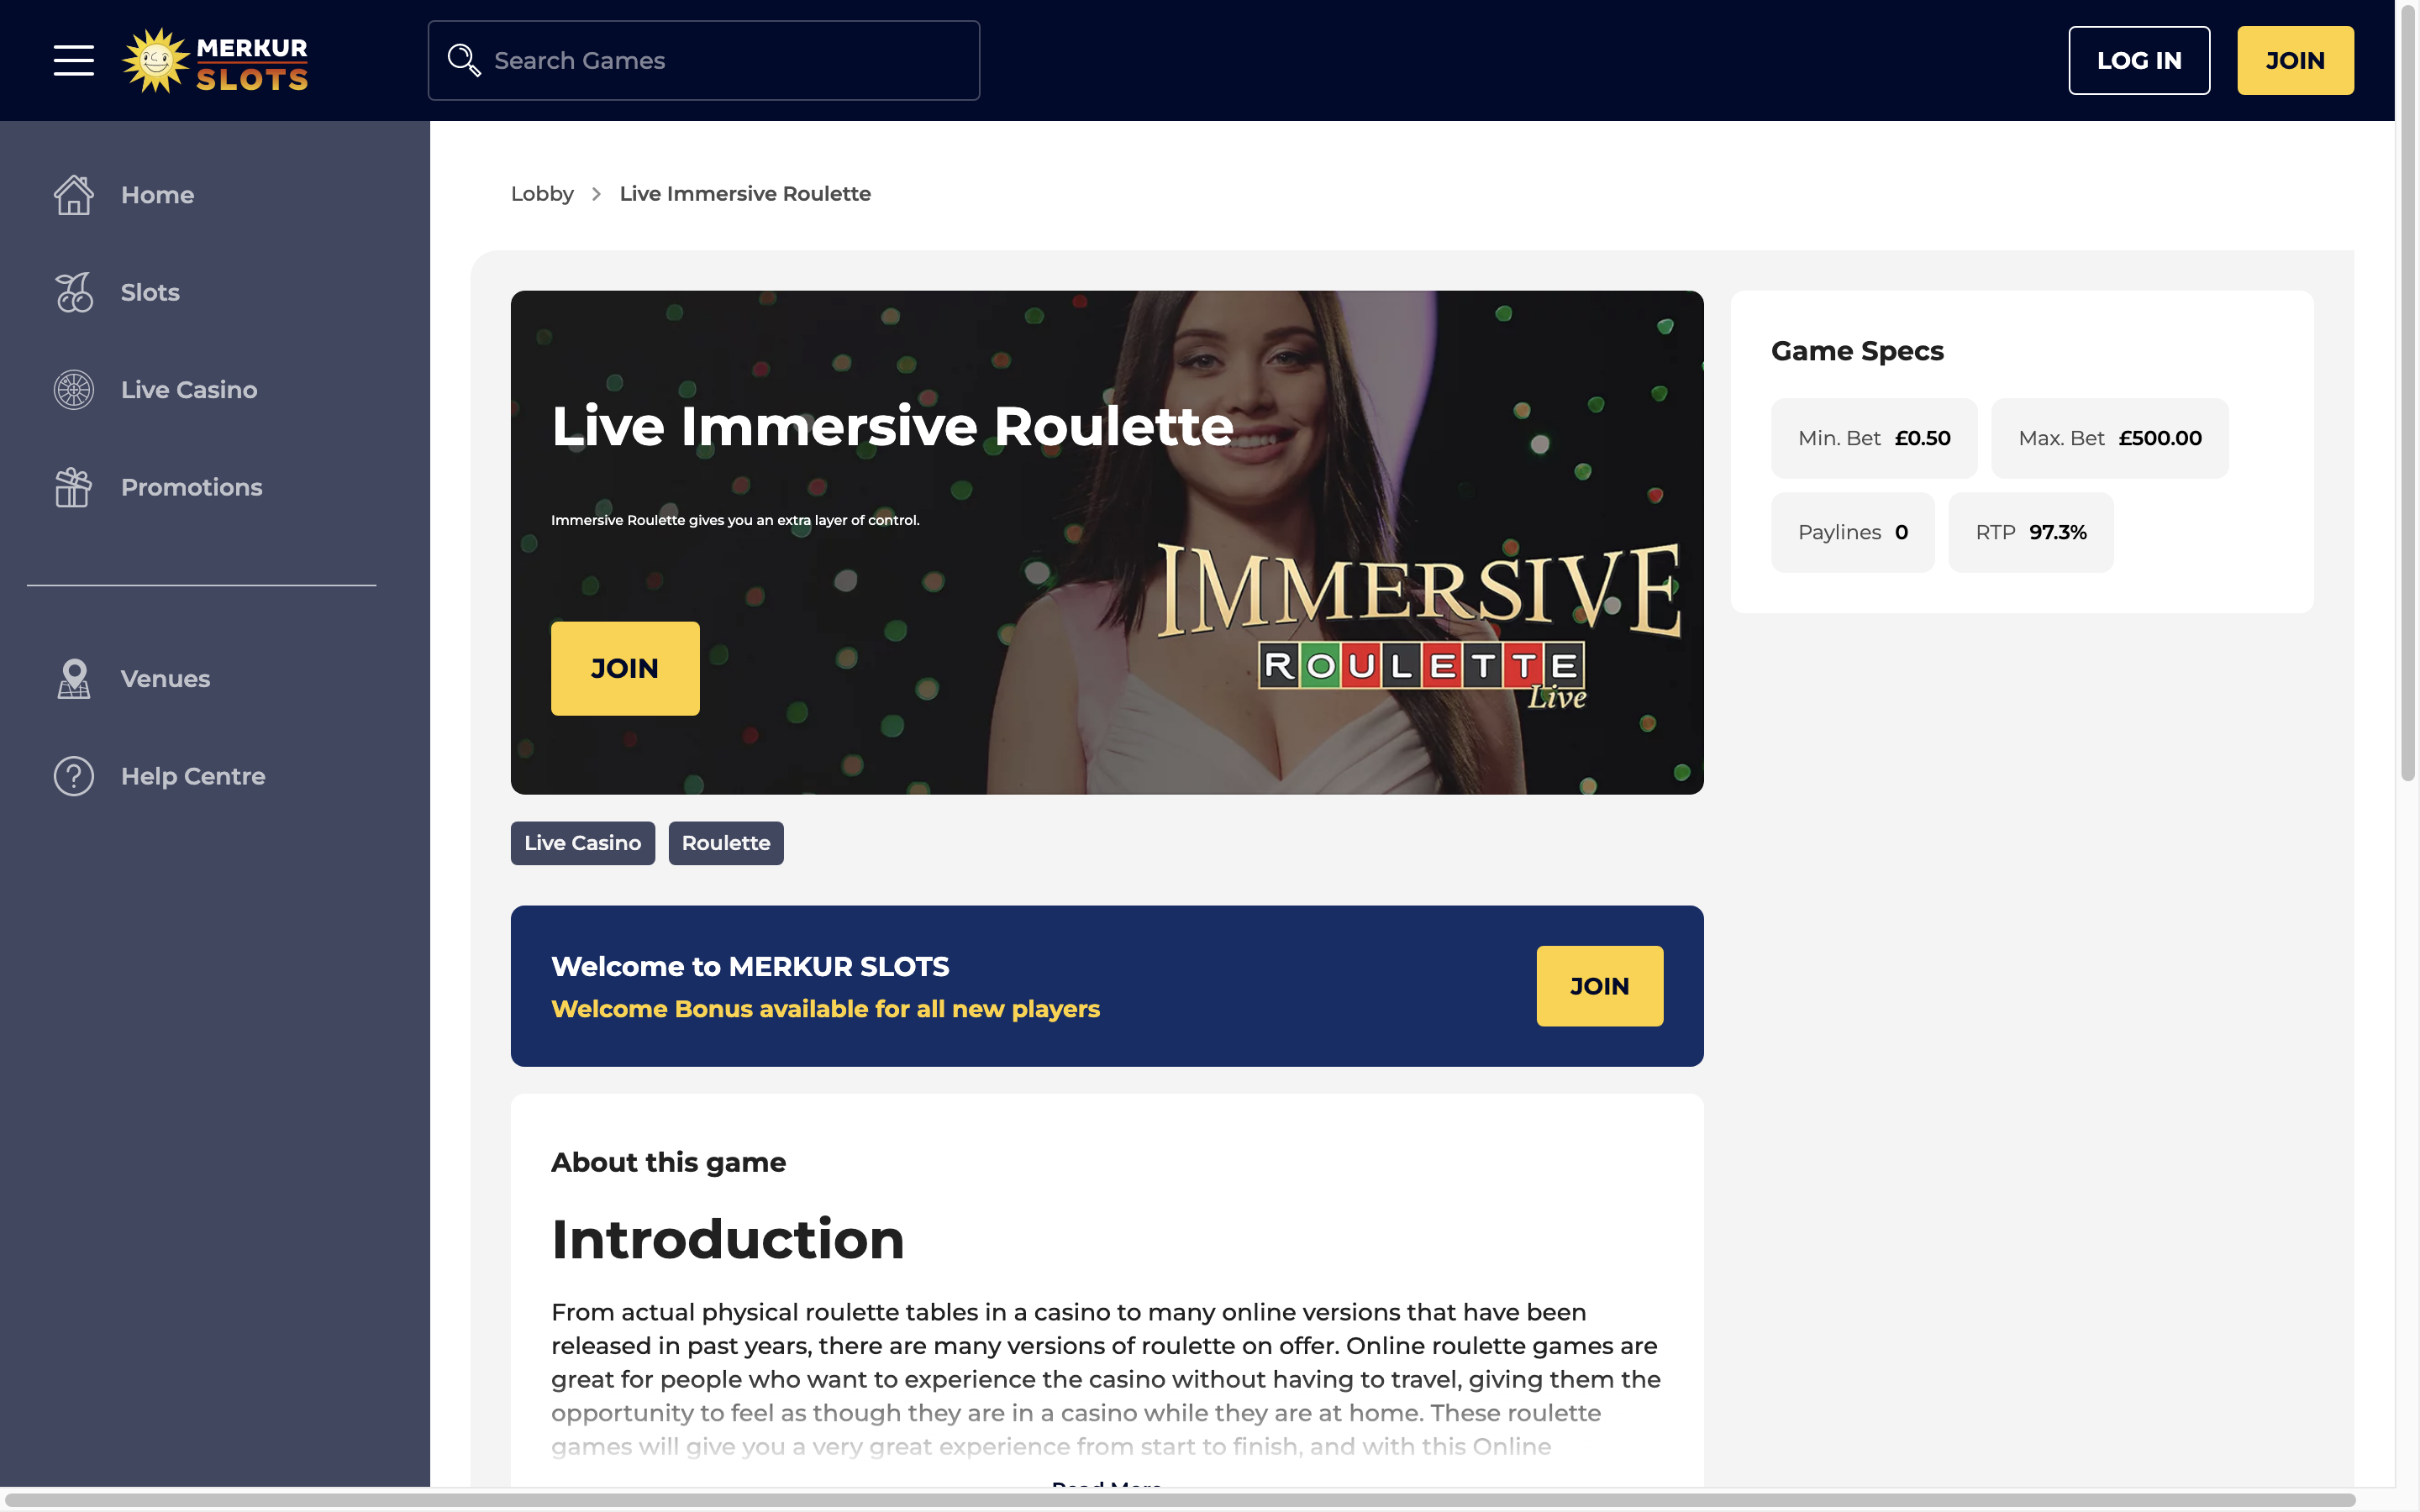 MERKUR
SLOTS
Search Games
LOG IN
JOIN
Home
Slots
Live Casino
Promotions
Venues
Help Centre
Lobby
Live Immersive Roulette
Live Immersive Roulette
Immersive Roulette gives you an extra layer of control.
JOIN
IMMERSIVE
ROULETTE
Live
Game Specs
Min. Bet £0.50
Max. Bet £500.00
Paylines 0
RTP 97.3%
Live Casino
Roulette
Welcome to MERKUR SLOTS
Welcome Bonus available for all new players
JOIN
About this game
Introduction
From actual physical roulette tables in a casino to many online versions that have been
released in past years, there are many versions of roulette on offer. Online roulette games are
great for people who want to experience the casino without having to travel, giving them the
opportunity to feel as though they are in a casino while they are at home. These roulette
games will give you a very great experience from start to finish, and with this Online
Read More